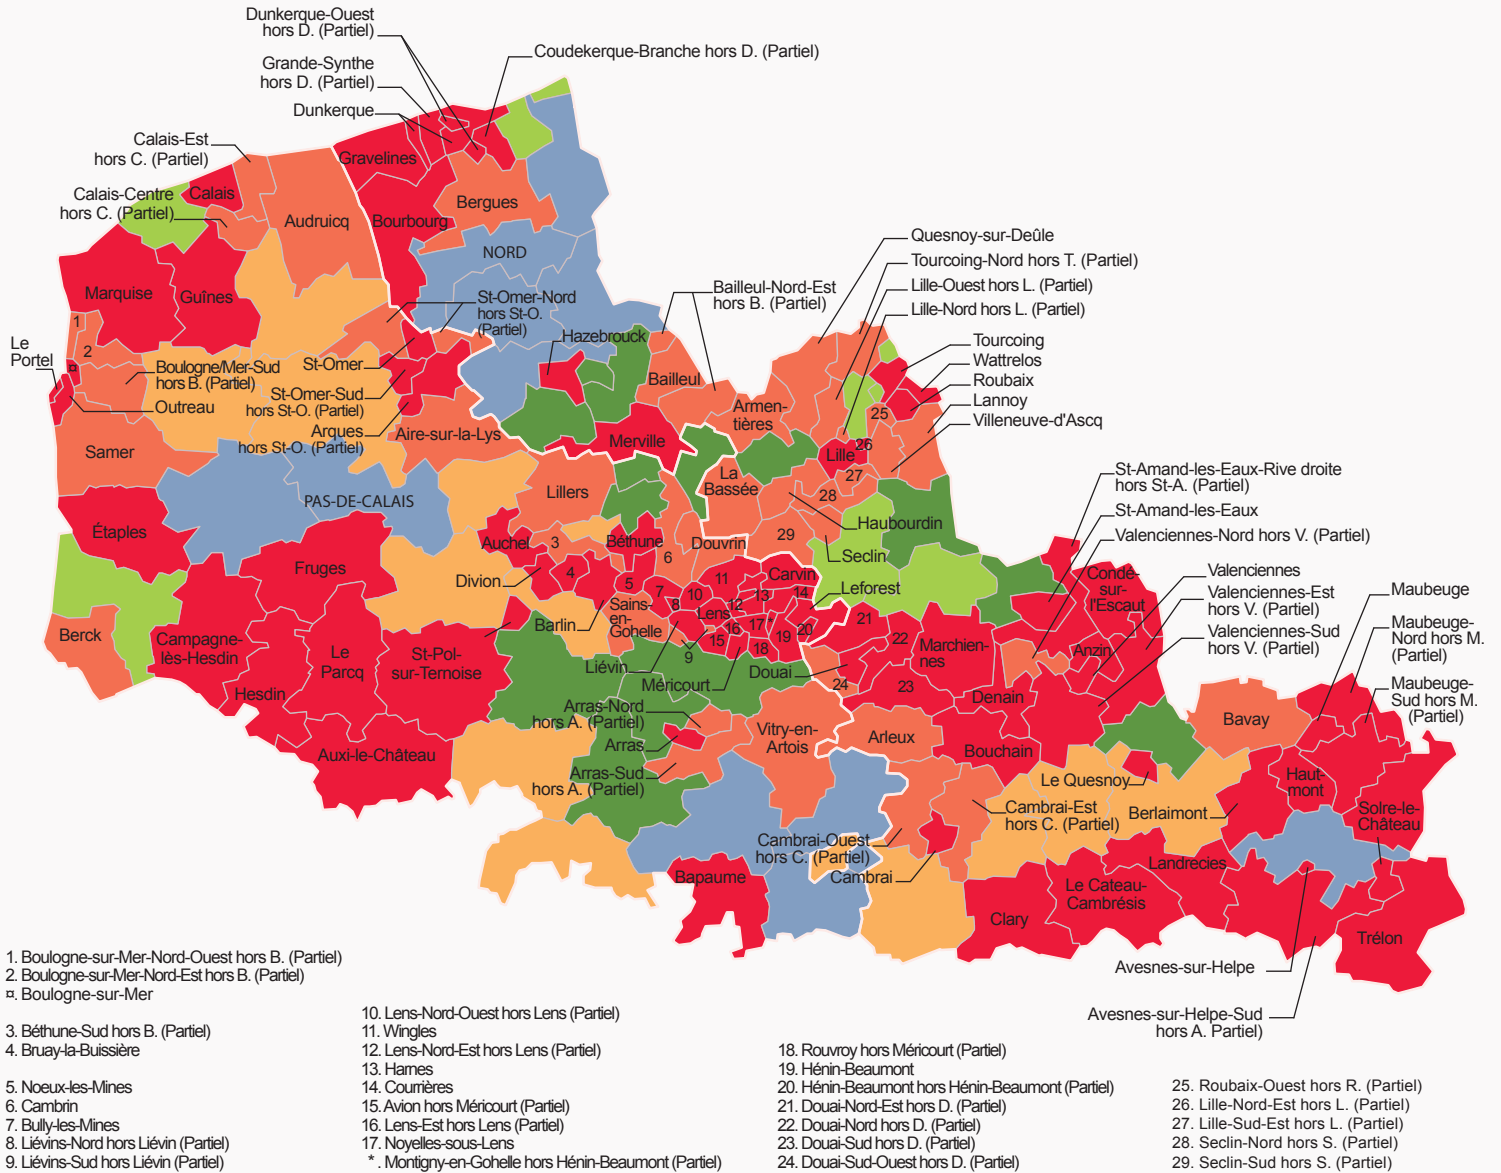 Dunkerque-Ouest
hors D. (Partiel)
Coudekerque-Branche hors D. (Partiel)
Grande-Synthe
hors D. (Partiel)
Dunkerque
Calais-Est
hors C. (Partiel)
Gravelines
Calais-Centre
hors C. (Partiel)
Calais
Audruicq
Bourbourg
Bergues
NORD
Quesnoy-sur-Deûle
Tourcoing-Nord hors T. (Partiel)
Lille-Ouest hors L. (Partiel)
Lille-Nord hors L. (Partiel)
Bailleul-Nord-Est
hors B. (Partiel)
Marquise
Guînes
St-Omer-Nord
hors St-O.
(Partiel)
1
2
Le
Portel
¤
Hazebrouck
Tourcoing
Wattrelos
Roubaix
Lannoy
Villeneuve-d'Ascq
Boulogne/Mer-Sud
hors B. (Partiel)
Outreau
St-Omer
St-Omer-Sud
hors St-O. (Partiel)
Arques
hors St-O. (Partiel)
Bailleul
Armen-
tières
25
26
Lille
27
Aire-sur-la-Lys
Merville
Samer
La
Bassée
28
St-Amand-les-Eaux-Rive droite
hors St-A. (Partiel)
St-Amand-les-Eaux
Valenciennes-Nord hors V. (Partiel)
PAS-DE-CALAIS
Lillers
Haubourdin
29
Étaples
Auchel
3
Béthune
Douvrin
6
Seclin
Fruges
Divion
4
5
7
8
10
11
12
13
14
Carvin
Leforest
Condé-
sur-
l'Escaut
Valenciennes
Valenciennes-Est
hors V. (Partiel)
Valenciennes-Sud
hors V. (Partiel)
Maubeuge
Maubeuge-
Nord hors M.
(Partiel)
Maubeuge-
Sud hors M.
(Partiel)
Berck
Campagne-
lès-Hesdin
Le
Parcq
St-Pol-
sur-Ternoise
Barlin
Sains-
en-
Gohelle
Lens
15
16
17
*
18
19
20
21
22
23
24
9
Liévin
Méricourt
Douai
Marchien-
nes
Anzin
Denain
Hesdin
Arras-Nord
hors A. (Partiel)
Arras
Arras-Sud
hors A. (Partiel)
Vitry-en-
Artois
Arleux
Bouchain
Bavay
Auxi-le-Château
Le Quesnoy
Haut-
mont
Berlaimont
Solre-le-
Château
Cambrai-Est
hors C. (Partiel)
Cambrai-Ouest
hors C. (Partiel)
Cambrai
Bapaume
Landrecies
Le Cateau-
Cambrésis
Clary
Trélon
Avesnes-sur-Helpe
Avesnes-sur-Helpe-Sud
hors A. Partiel)
1. Boulogne-sur-Mer-Nord-Ouest hors B. (Partiel)
2. Boulogne-sur-Mer-Nord-Est hors B. (Partiel)
¤. Boulogne-sur-Mer
3. Béthune-Sud hors B. (Partiel)
4. Bruay-la-Buissière
5. Noeux-les-Mines
6. Cambrin
7. Bully-les-Mines
8. Liévins-Nord hors Liévin (Partiel)
9. Liévins-Sud hors Liévin (Partiel)
10. Lens-Nord-Ouest hors Lens (Partiel)
11. Wingles
12. Lens-Nord-Est hors Lens (Partiel)
13. Harnes
14. Courrières
15. Avion hors Méricourt (Partiel)
16. Lens-Est hors Lens (Partiel)
17. Noyelles-sous-Lens
* . Montigny-en-Gohelle hors Hénin-Beaumont (Partiel)
18. Rouvroy hors Méricourt (Partiel)
19. Hénin-Beaumont
20. Hénin-Beaumont hors Hénin-Beaumont (Partiel)
21. Douai-Nord-Est hors D. (Partiel)
22. Douai-Nord hors D. (Partiel)
23. Douai-Sud hors D. (Partiel)
24. Douai-Sud-Ouest hors D. (Partiel)
25. Roubaix-Ouest hors R. (Partiel)
26. Lille-Nord-Est hors L. (Partiel)
27. Lille-Sud-Est hors L. (Partiel)
28. Seclin-Nord hors S. (Partiel)
29. Seclin-Sud hors S. (Partiel)